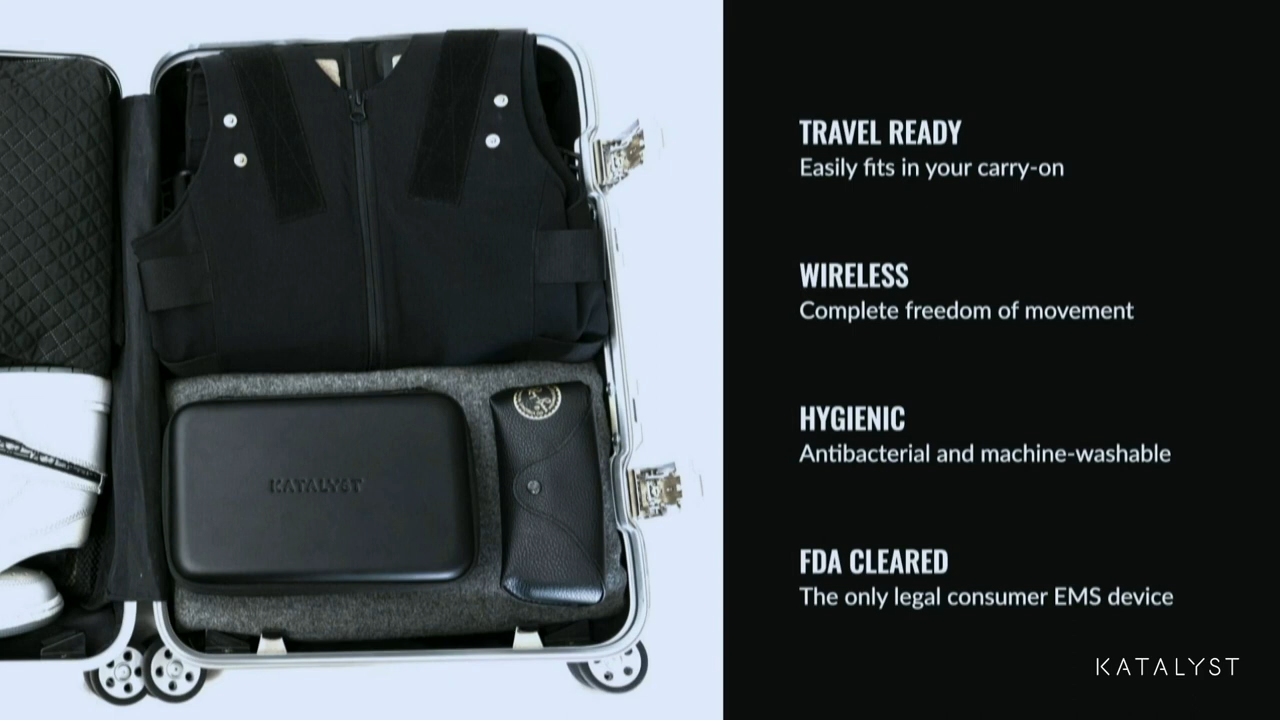 KATALYST
TRAVEL READY
Easily fits in your carry-on
WIRELESS
Complete freedom of movement
HYGIENIC
Antibacterial and machine-washable
FDA CLEARED
The only legal consumer EMS device
KATALYST